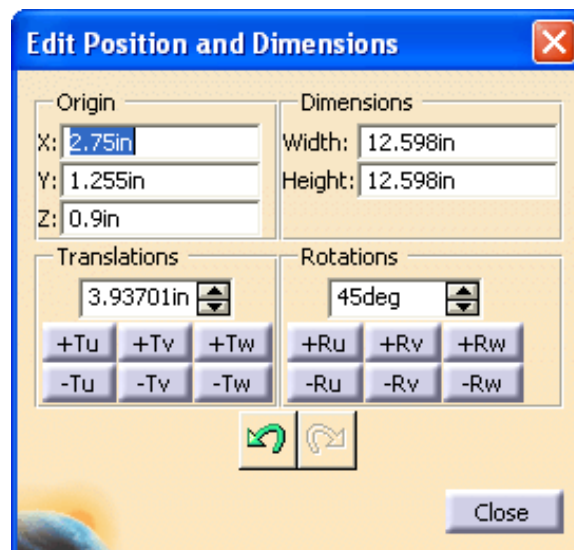 Edit Position and Dimensions
Origin
X: 2.75in
Y: 1.255in
Z: 0.9in
Dimensions
Width: 12.598in
Height: 12.598in
Translations
3.93701in
+Tu +Tv +Tw
-Tu -Tv -Tw
Rotations
45deg
+Ru +Rv +Rw
-Ru -Rv -Rw
Close